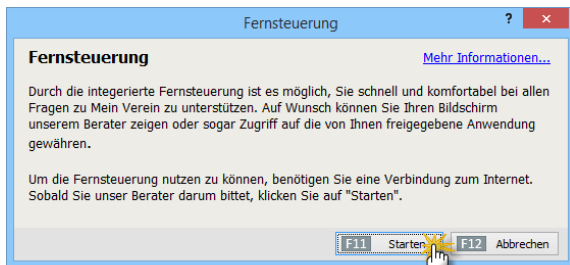 Fernsteuerung ? ×
Fernsteuerung Mehr Informationen...
Durch die integrierte Fernsteuerung ist es möglich, Sie schnell und komfortabel bei allen
Fragen zu Mein Verein zu unterstützen. Auf Wunsch können Sie Ihren Bildschirm
unserem Berater zeigen oder sogar Zugriff auf die von Ihnen freigegebene Anwendung
gewähren.
Um die Fernsteuerung nutzen zu können, benötigen Sie eine Verbindung zum Internet.
Sobald Sie unser Berater darum bittet, klicken Sie auf "Starten".
F11 Starten F12 Abbrechen